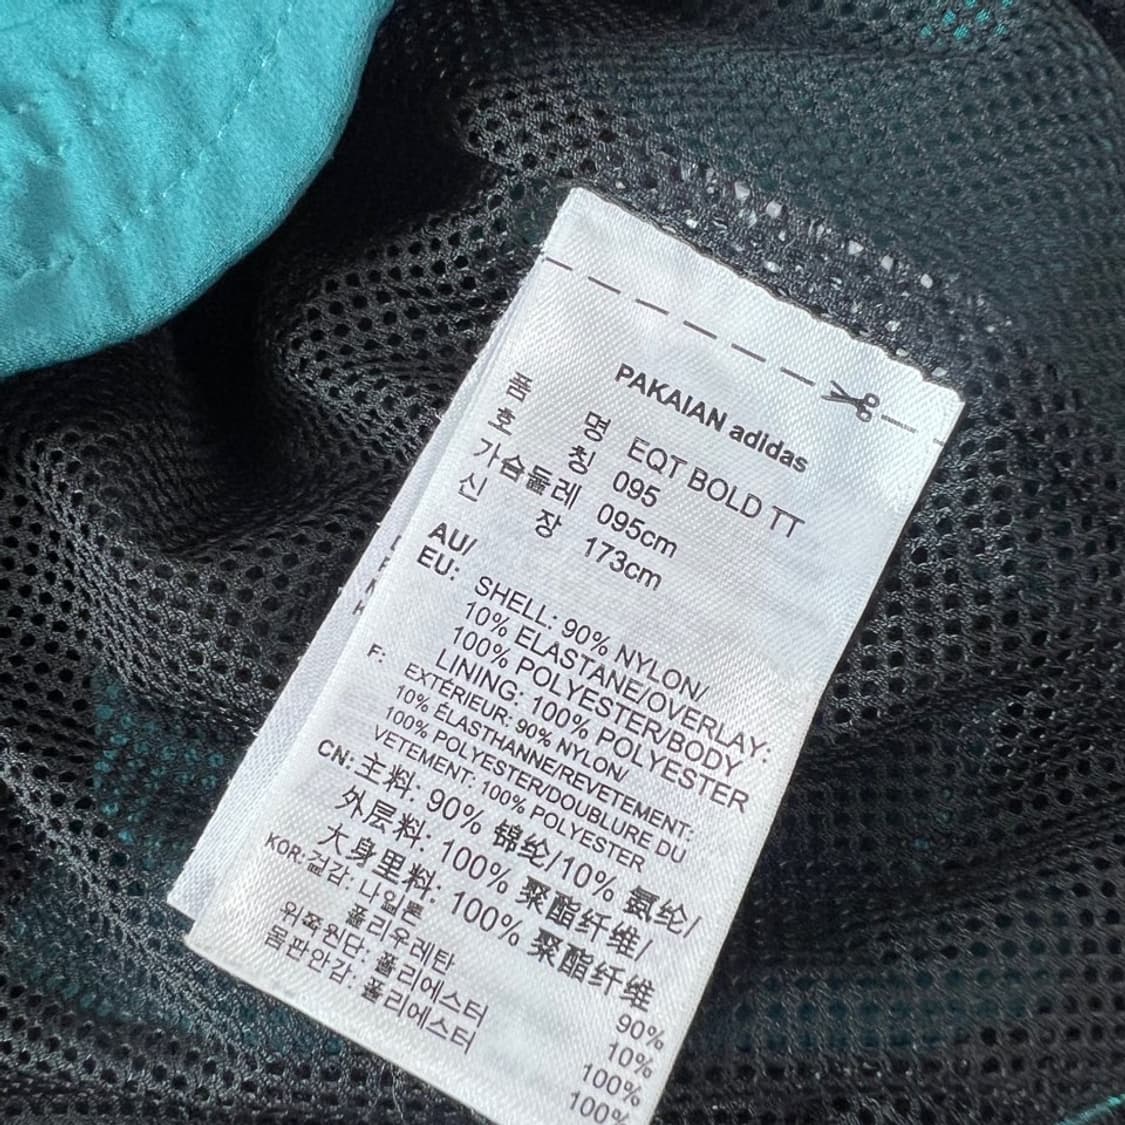 PAKAIAN adidas
품 명 EQT BOLD TT
호 칭 095
가슴둘레 095cm
신 장 173cm
AU/
EU: SHELL: 90% NYLON/
10% ELASTANE/OVERLAY:
100% POLYESTER/BODY
LINING: 100% POLYESTER
F: EXTÉRIEUR: 90% NYLON/
10% ÉLASTHANNE/REVETEMENT:
100% POLYESTER/DOUBLURE DU
VETEMENT: 100% POLYESTER
CN: 主料: 90% 锦纶/10% 氨纶/
外层料: 100% 聚酯纤维/
大身里料: 100% 聚酯纤维
KOR: 겉감: 나일론 90%
폴리우레탄 10%
위쪽원단: 폴리에스터 100%
몸판안감: 폴리에스터 100%